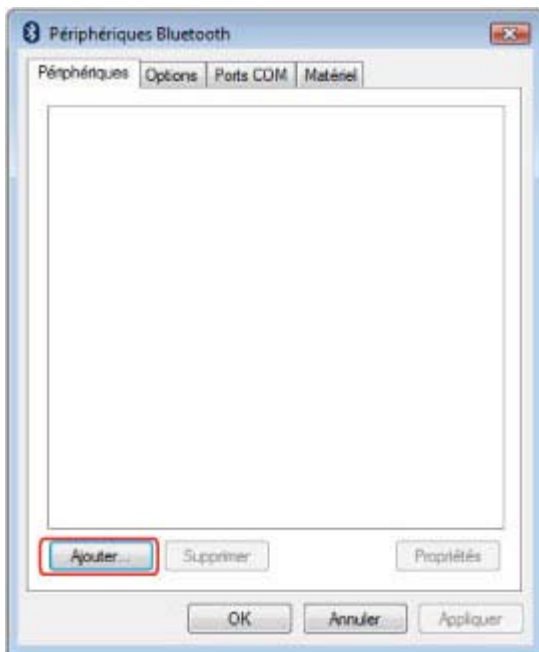 Périphériques Bluetooth
Périphériques Options Ports COM Matériel
Ajouter... Supprimer Propriétés
OK Annuler Appliquer